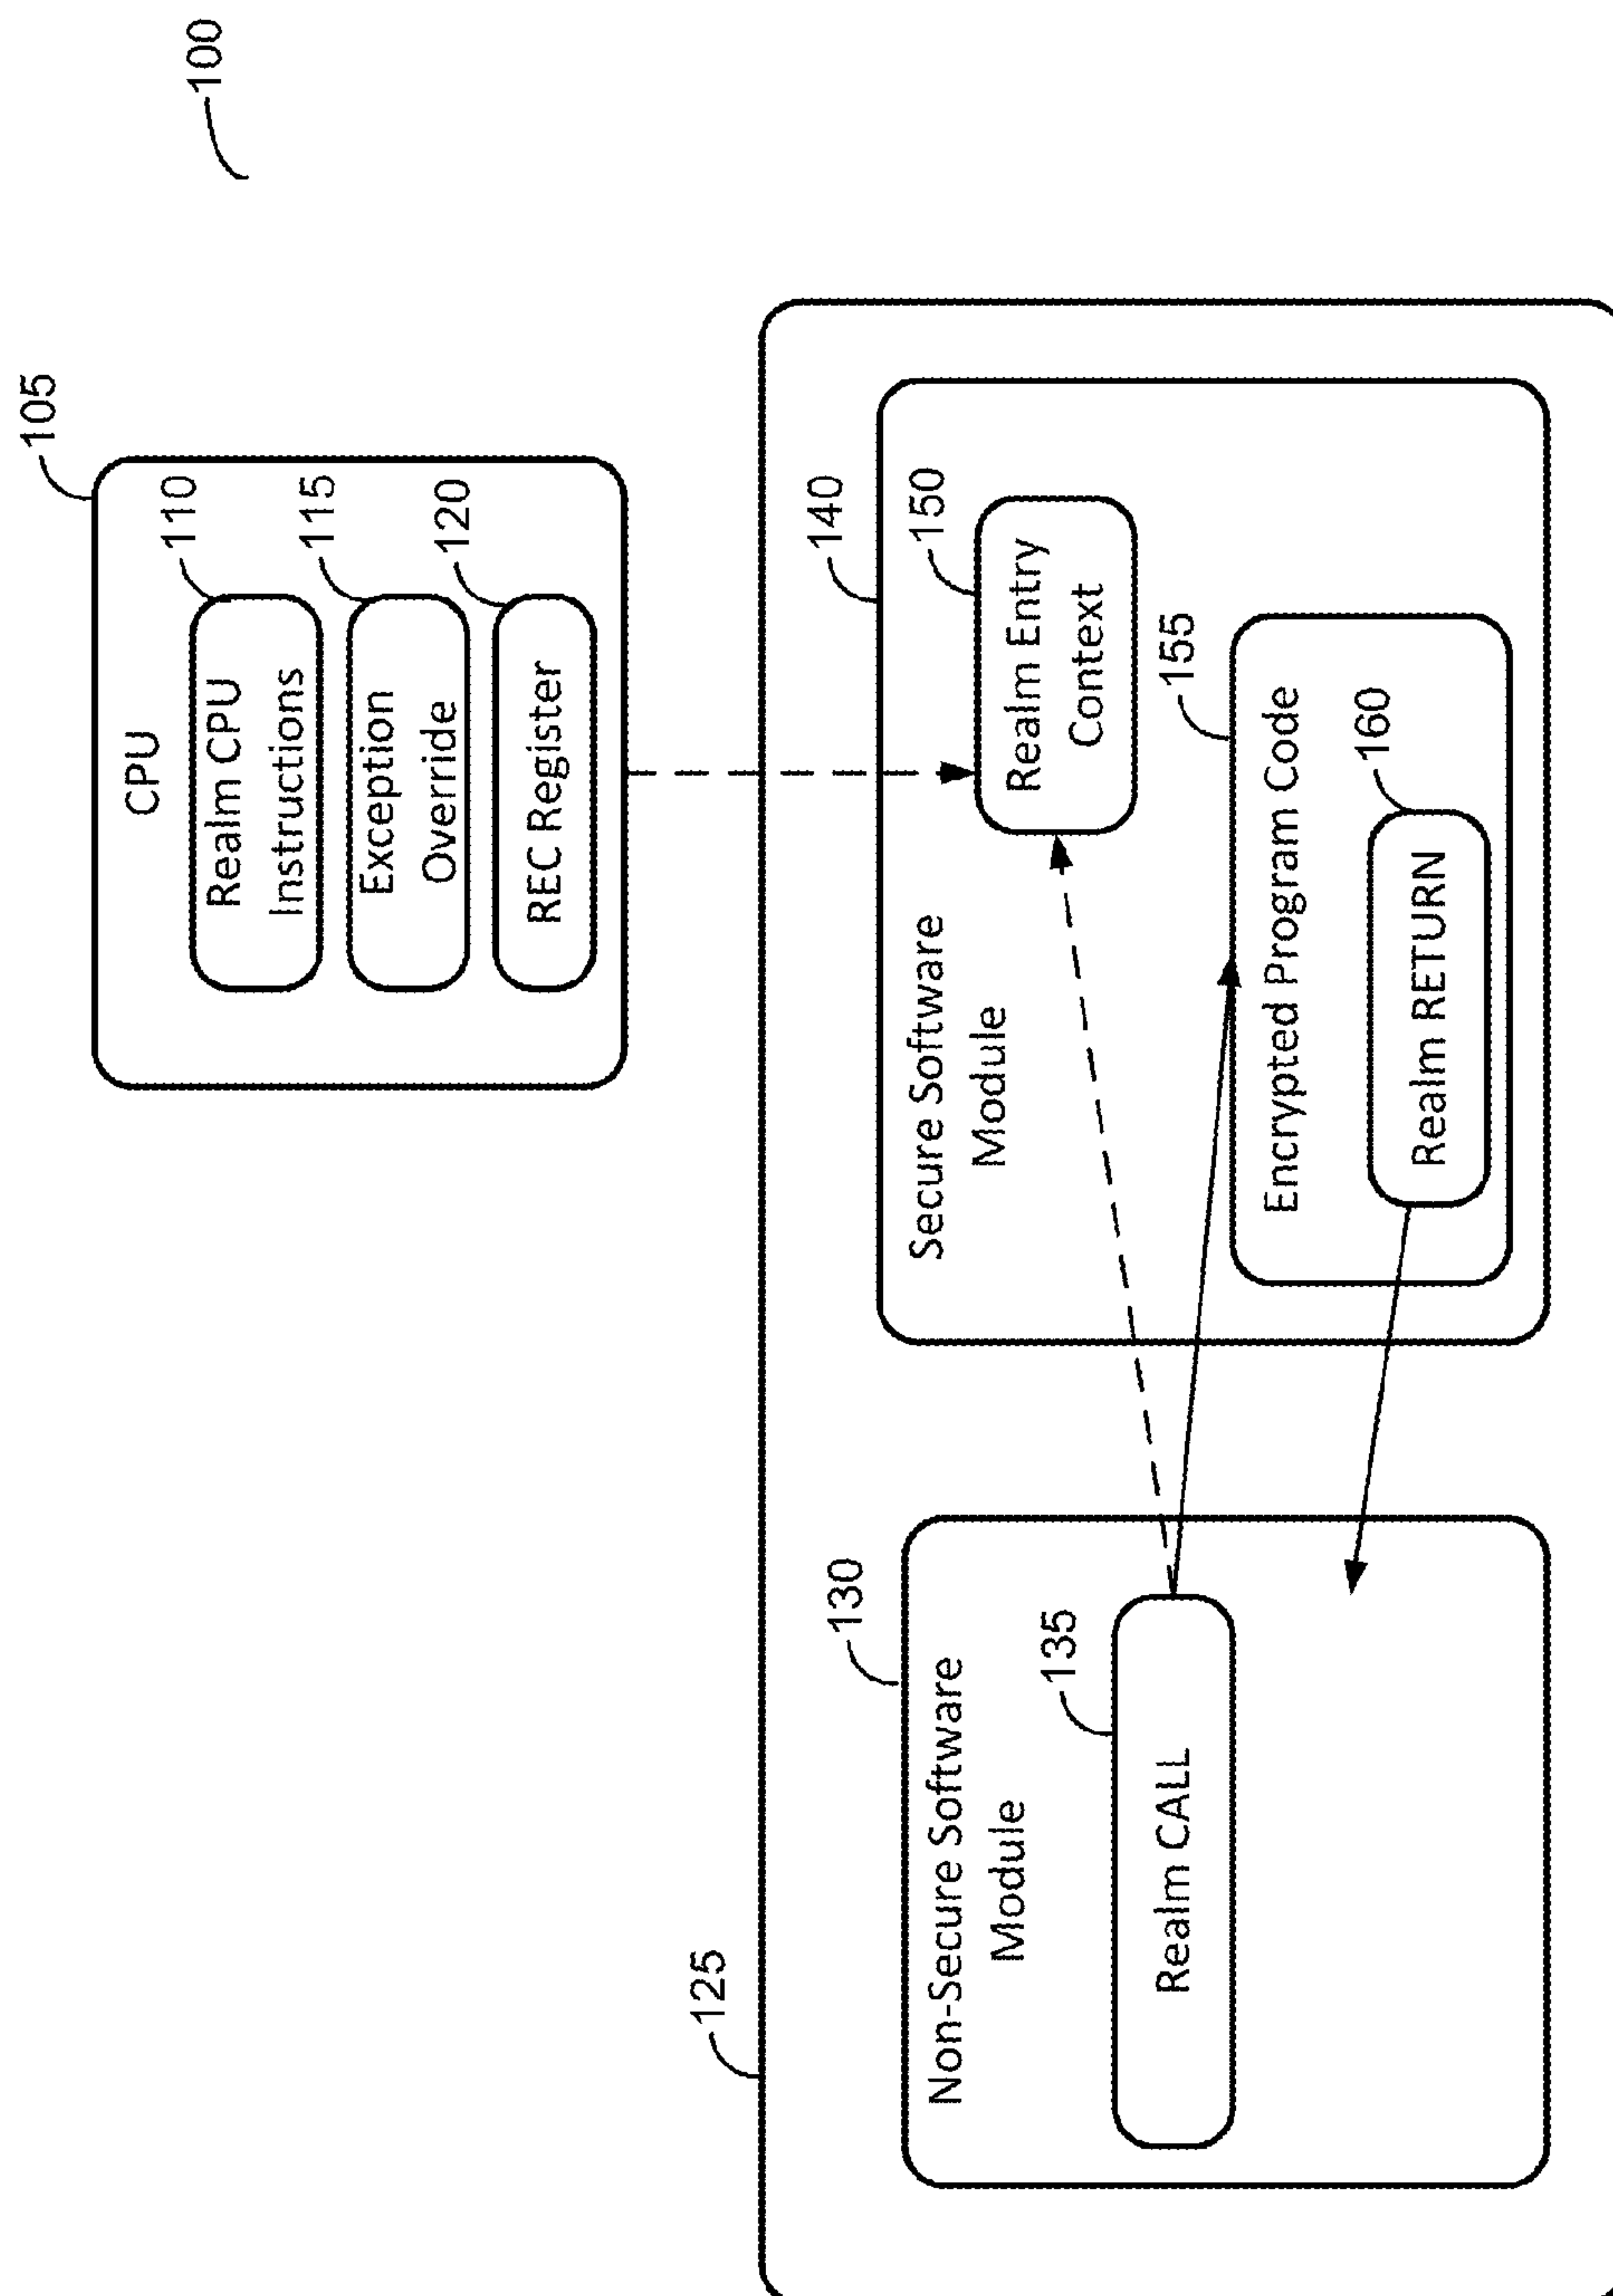 100
105
CPU
110
Realm CPU
Instructions
115
Exception
Override
120
REC Register
125
130
Non-Secure Software
Module
135
Realm CALL
140
Secure Software
Module
150
Realm Entry
Context
155
Encrypted Program Code
160
Realm RETURN